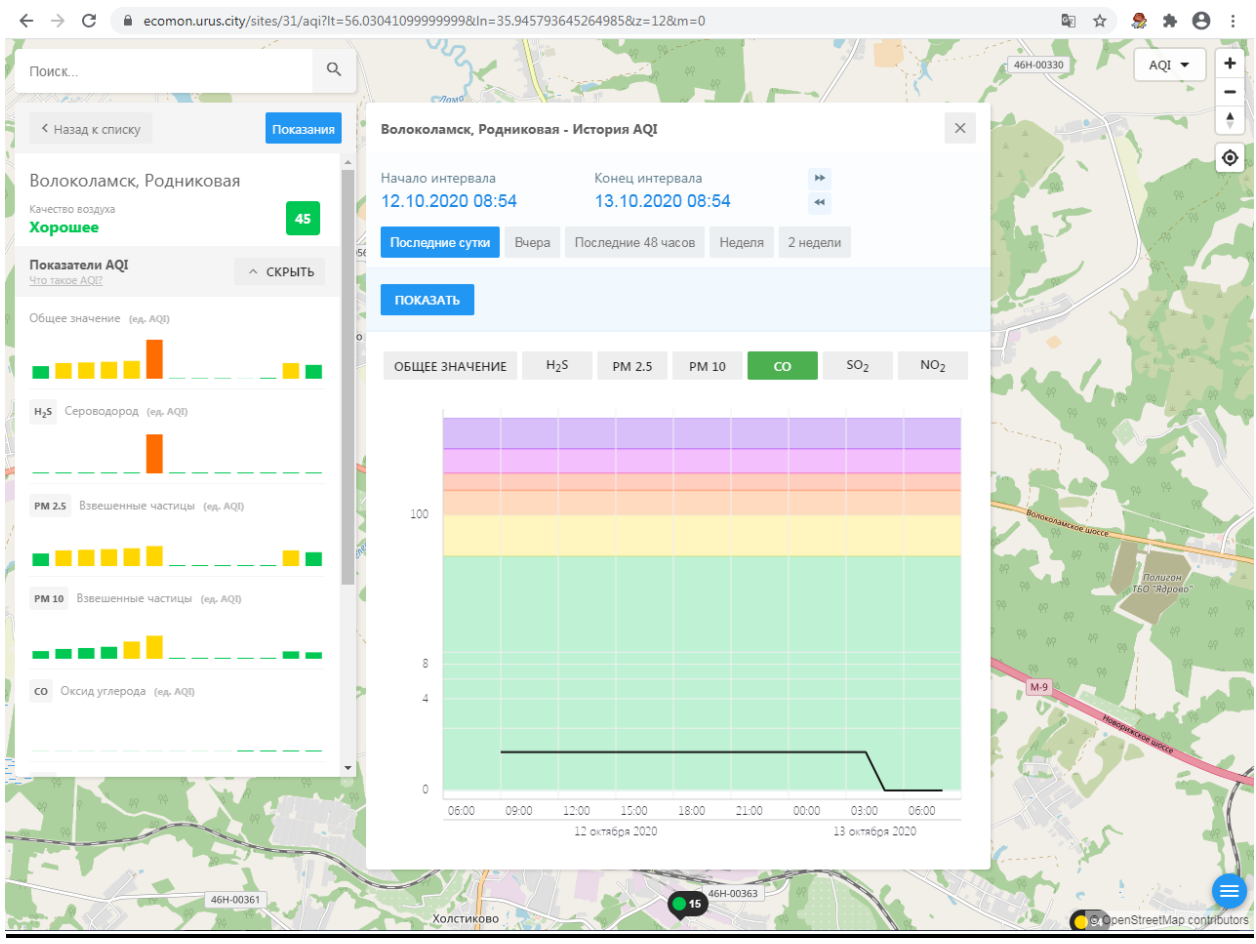 ecomon.urus.city/sites/31/aqi?lt=56.03041099999999&ln=35.945793645264985&z=12&m=0
Поиск...
46Н-00330
AQI
Лама
Назад к списку
Показания
Волоколамск, Родниковая
Качество воздуха
Хорошее
45
Показатели AQI
Что такое AQI?
СКРЫТЬ
Общее значение (ед. AQI)
H₂S Сероводород (ед. AQI)
PM 2.5 Взвешенные частицы (ед. AQI)
PM 10 Взвешенные частицы (ед. AQI)
CO Оксид углерода (ед. AQI)
Волоколамск, Родниковая - История AQI
Начало интервала
Конец интервала
12.10.2020 08:54
13.10.2020 08:54
Последние сутки
Вчера
Последние 48 часов
Неделя
2 недели
ПОКАЗАТЬ
ОБЩЕЕ ЗНАЧЕНИЕ
H₂S
PM 2.5
PM 10
CO
SO₂
NO₂
100
8
4
0
06:00 09:00 12:00 15:00 18:00 21:00 00:00 03:00 06:00
12 октября 2020
13 октября 2020
Волоколамское шоссе
Полигон
ТБО "Ядрово"
М-9
Новорижское шоссе
46Н-00361
46Н-00363
15
Холстиково
© OpenStreetMap contributors